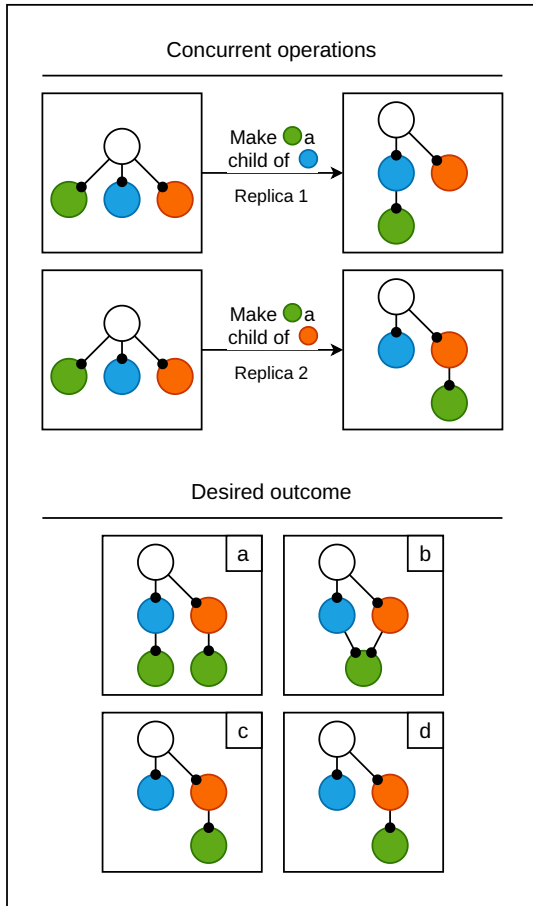 Concurrent operations
Make a
child of
Replica 1
Make a
child of
Replica 2
Desired outcome
a
b
c
d